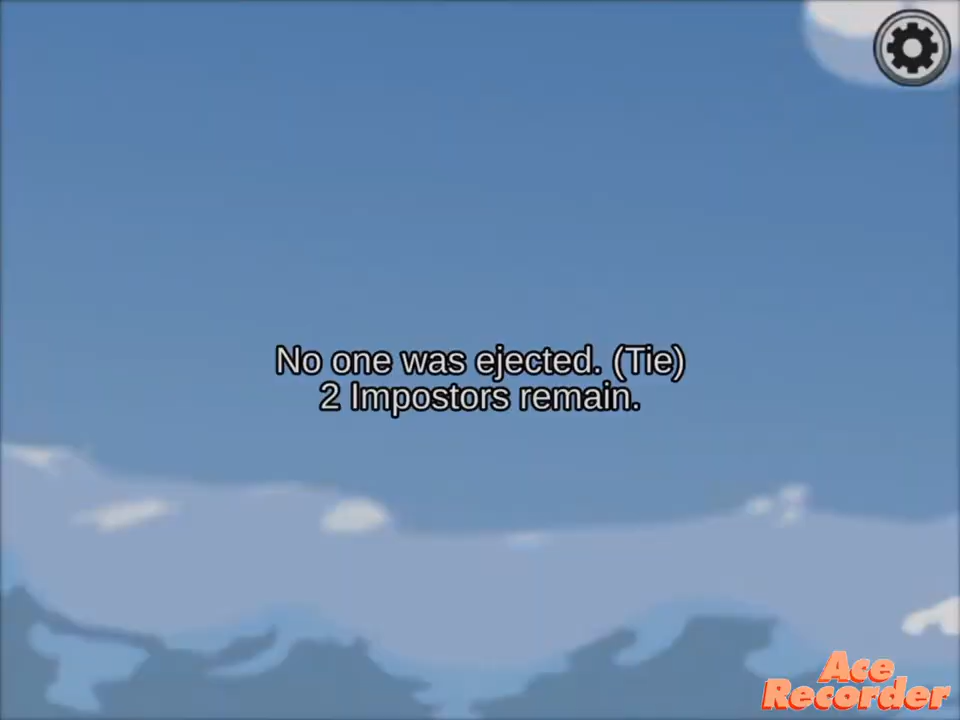 No one was ejected. (Tie)
2 Impostors remain.
Ace
Recorder